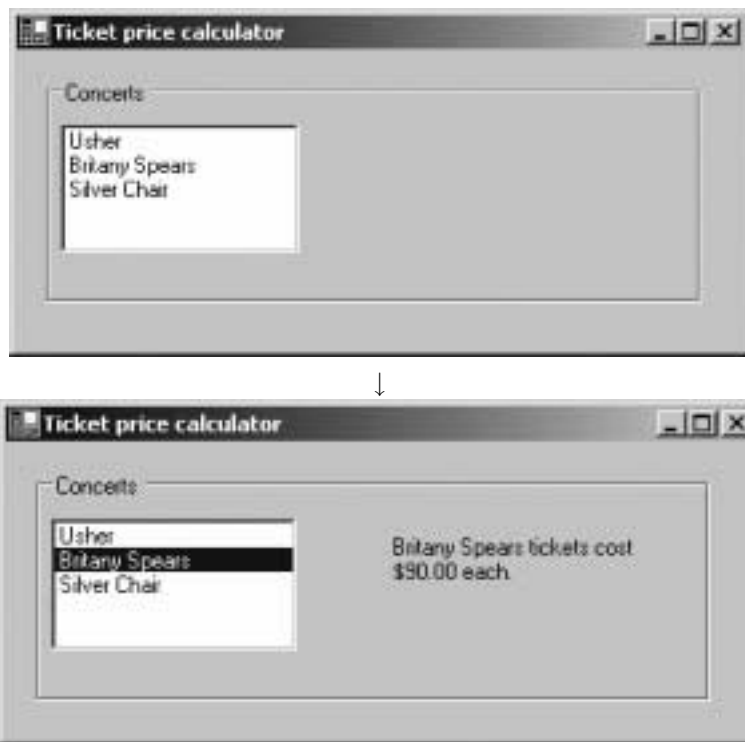 Ticket price calculator
Concerts
Usher
Britany Spears
Silver Chair
↓
Ticket price calculator
Concerts
Usher
Britany Spears
Silver Chair
Britany Spears tickets cost
$90.00 each.